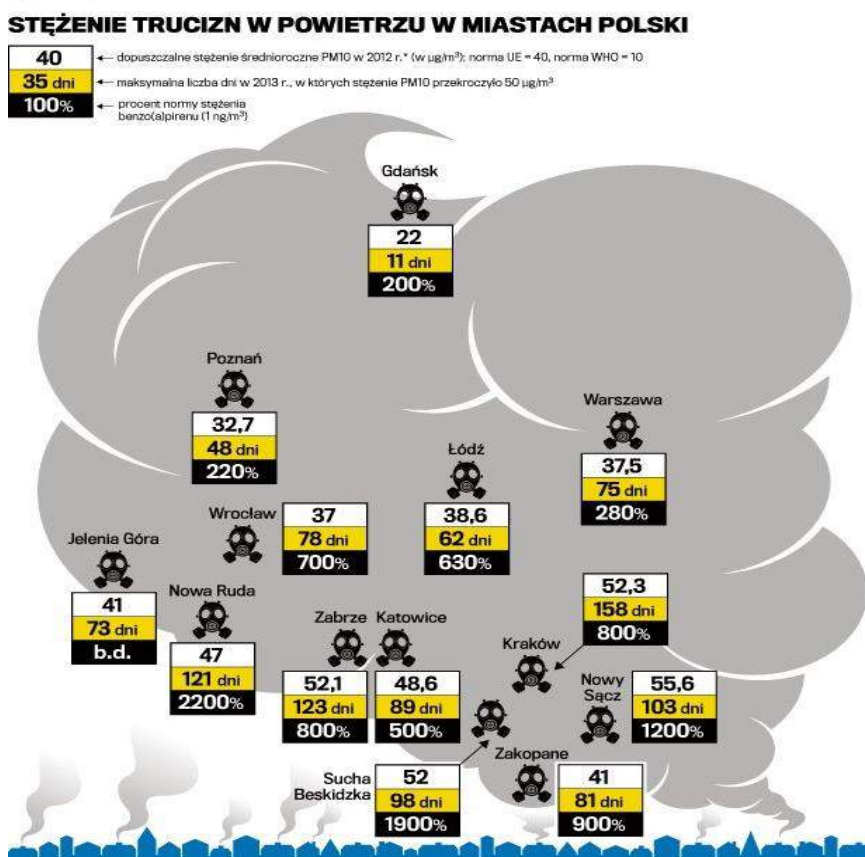 STĘŻENIE TRUCIZN W POWIETRZU W MIASTACH POLSKI
40
dopuszczalne stężenie średnioroczne PM10 w 2012 r.* (w µg/m³); norma UE = 40, norma WHO = 10
35 dni
maksymalna liczba dni w 2013 r., w których stężenie PM10 przekroczyło 50 µg/m³
100%
procent normy stężenia
benzo(a)pirenu (1 ng/m³)
Gdańsk
22
11 dni
200%
Poznań
32,7
48 dni
220%
Warszawa
37,5
75 dni
280%
Łódź
38,6
62 dni
630%
Wrocław
37
78 dni
700%
Jelenia Góra
41
73 dni
b.d.
Nowa Ruda
47
121 dni
2200%
Zabrze
52,1
123 dni
800%
Katowice
48,6
89 dni
500%
Kraków
52,3
158 dni
800%
Nowy
Sącz
55,6
103 dni
1200%
Sucha
Beskidzka
52
98 dni
1900%
Zakopane
41
81 dni
900%